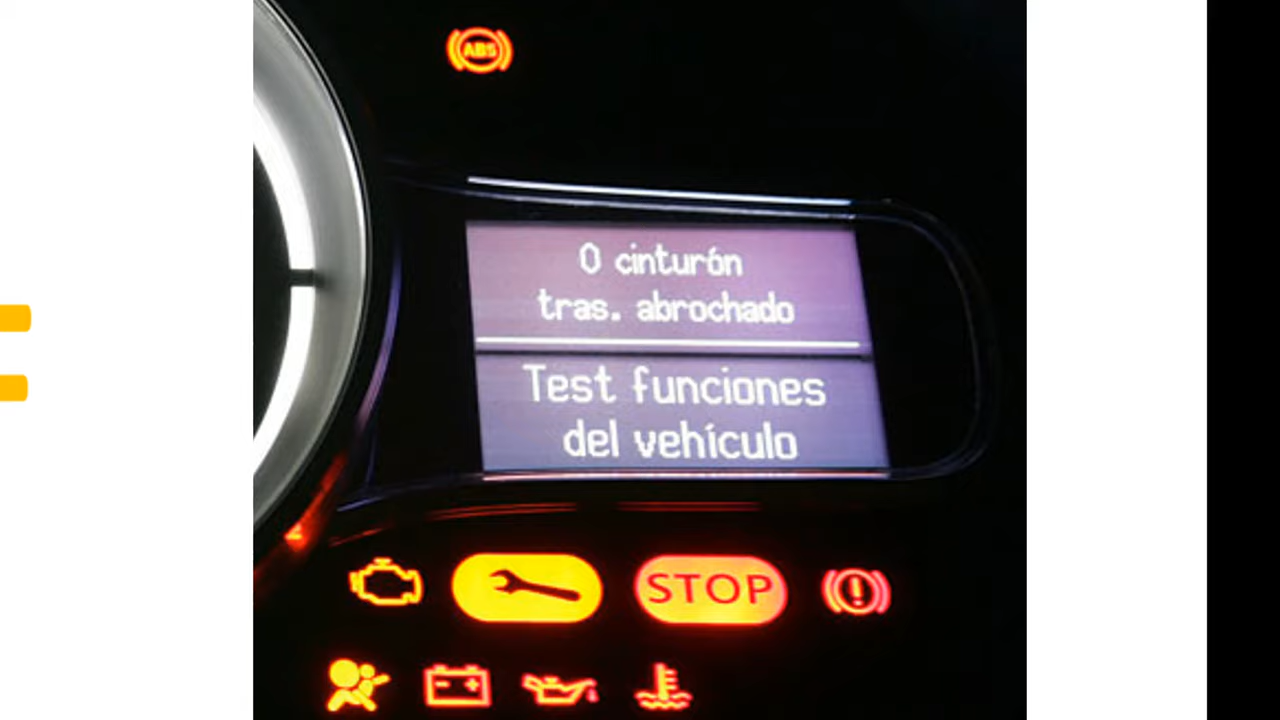 ABS
0 cinturón
tras. abrochado
Test funciones
del vehículo
STOP